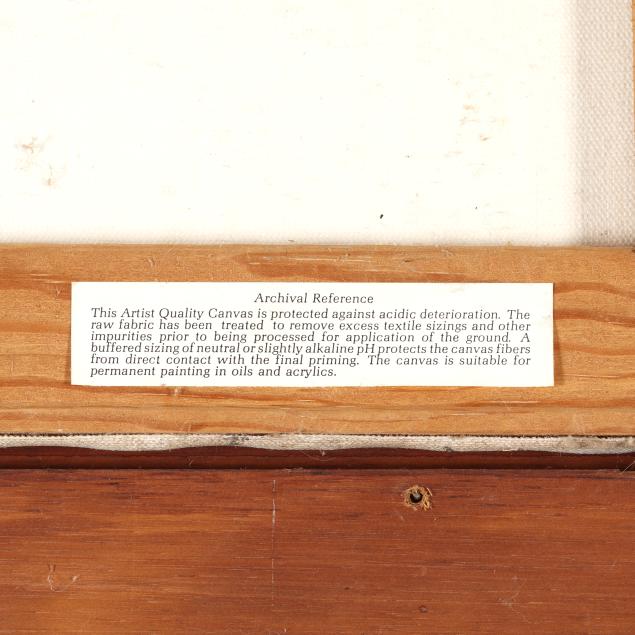 Archival Reference
This Artist Quality Canvas is protected against acidic deterioration. The
raw fabric has been treated to remove excess textile sizings and other
impurities prior to being processed for application of the ground. A
buffered sizing of neutral or slightly alkaline pH protects the canvas fibers
from direct contact with the final priming. The canvas is suitable for
permanent painting in oils and acrylics.